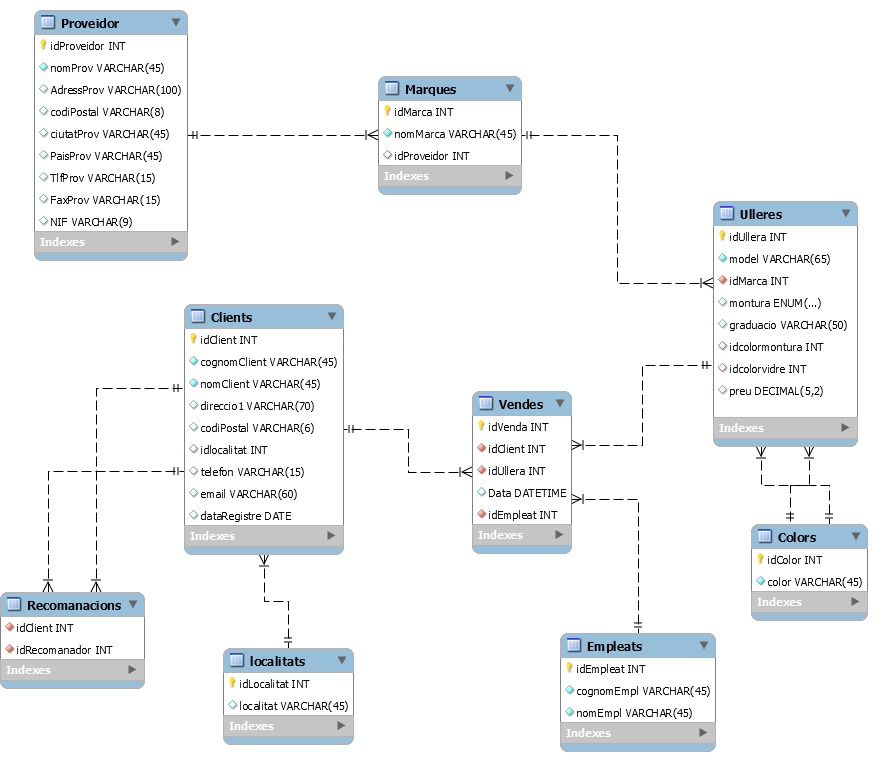 Proveidor
idProveidor INT
nomProv VARCHAR(45)
AdressProv VARCHAR(100)
codiPostal VARCHAR(8)
ciutatProv VARCHAR(45)
PaisProv VARCHAR(45)
TlfProv VARCHAR(15)
FaxProv VARCHAR(15)
NIF VARCHAR(9)
Indexes
Marques
idMarca INT
nomMarca VARCHAR(45)
idProveidor INT
Indexes
Ulleres
idUllera INT
model VARCHAR(65)
idMarca INT
montura ENUM(...)
graduacio VARCHAR(50)
idcolormontura INT
idcolorvidre INT
preu DECIMAL(5,2)
Indexes
Clients
idClient INT
cognomClient VARCHAR(45)
nomClient VARCHAR(45)
direccio1 VARCHAR(70)
codiPostal VARCHAR(6)
idlocalitat INT
telefon VARCHAR(15)
email VARCHAR(60)
dataRegistre DATE
Indexes
Vendes
idVenda INT
idClient INT
idUllera INT
Data DATETIME
idEmpleat INT
Indexes
Colors
idColor INT
color VARCHAR(45)
Indexes
Recomanacions
idClient INT
idRecomanador INT
Indexes
localitats
idLocalitat INT
localitat VARCHAR(45)
Indexes
Empleats
idEmpleat INT
cognomEmpl VARCHAR(45)
nomEmpl VARCHAR(45)
Indexes